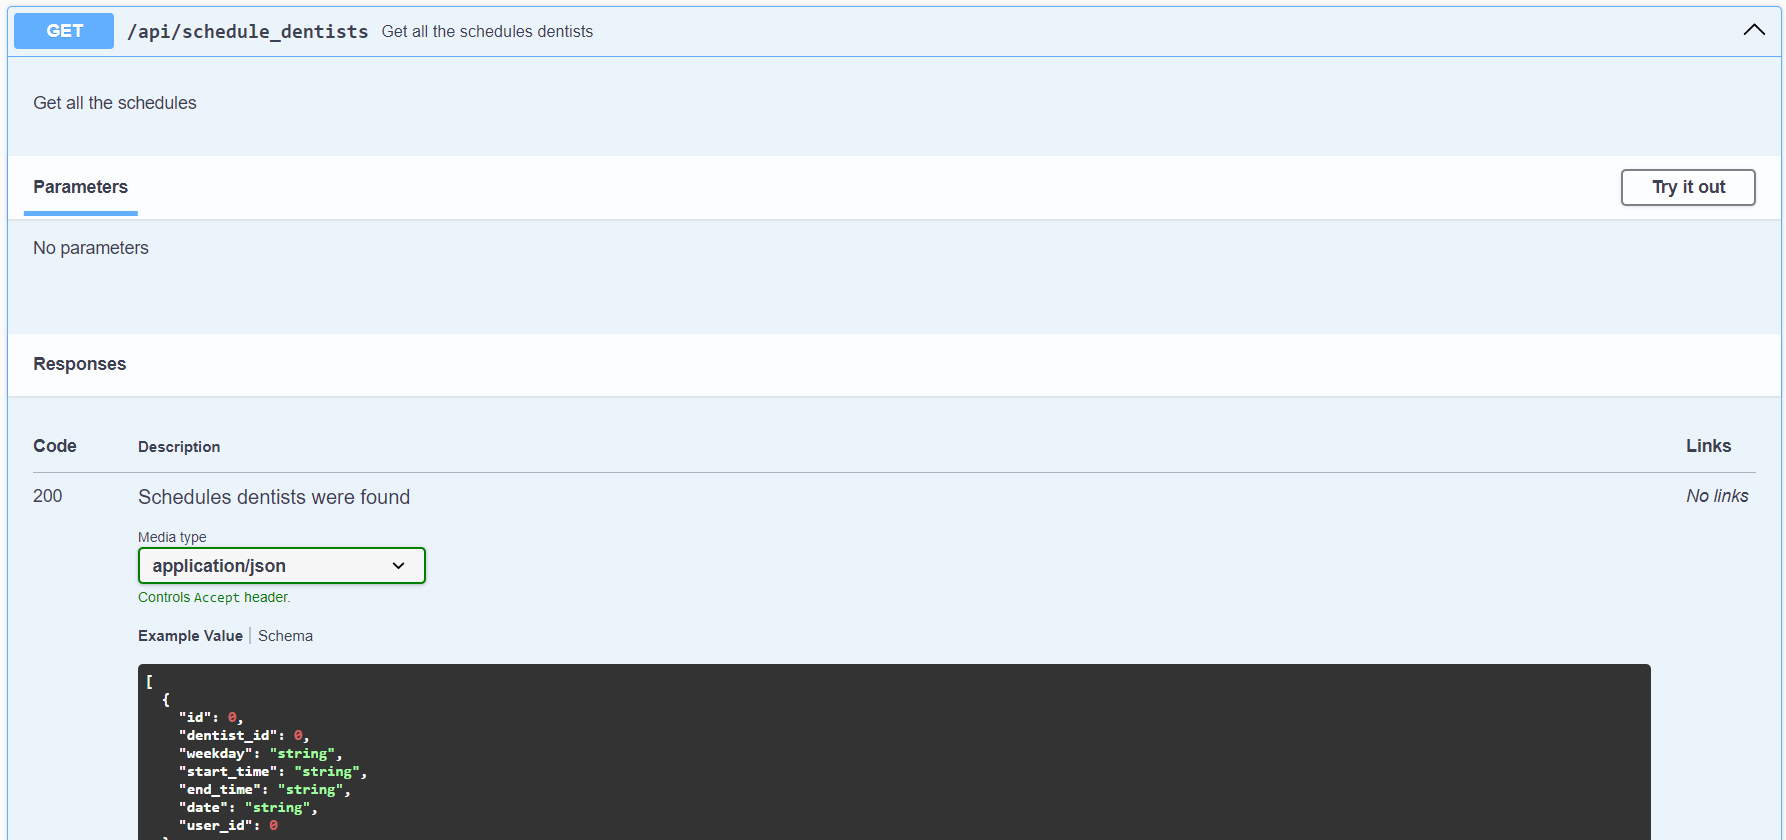 GET /api/schedule_dentists Get all the schedules dentists
Get all the schedules
Parameters
Try it out
No parameters
Responses
Code Description Links
200 Schedules dentists were found No links
Media type
application/json
Controls Accept header.
Example Value Schema
[
{
"id": 0,
"dentist_id": 0,
"weekday": "string",
"start_time": "string",
"end_time": "string",
"date": "string",
"user_id": 0